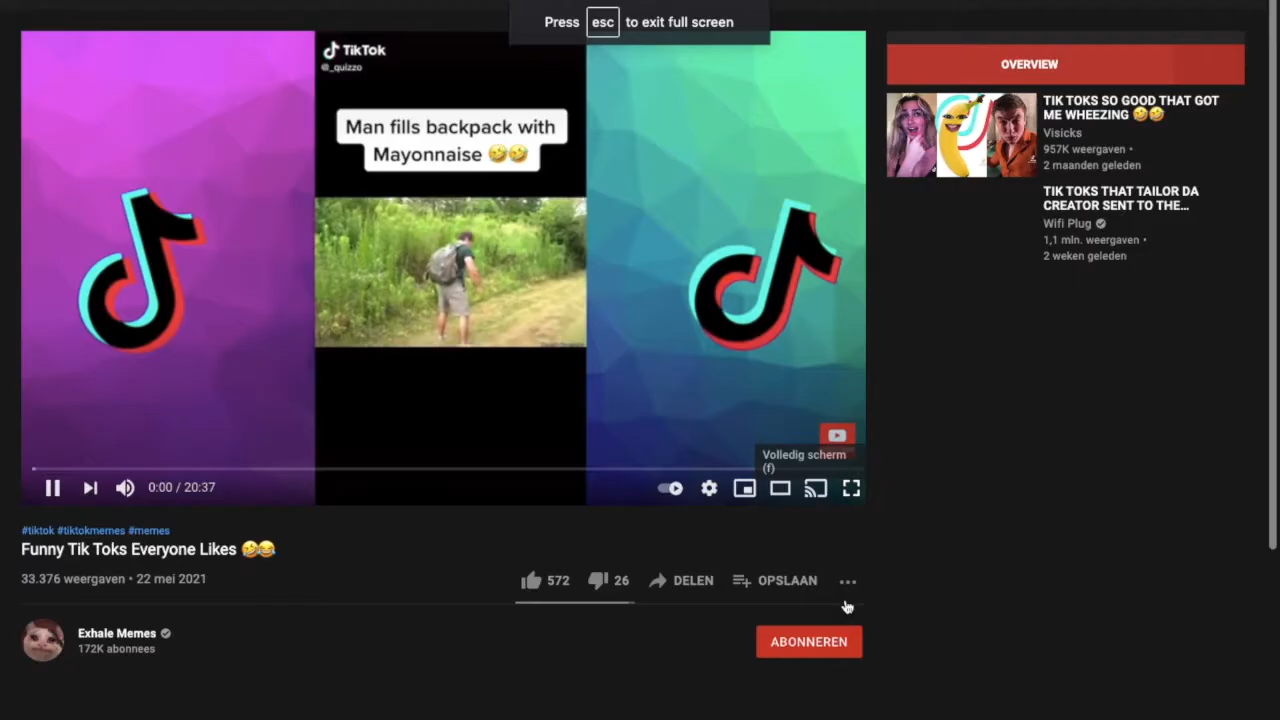 Press esc to exit full screen
TikTok
@_quizzo
Man fills backpack with
Mayonnaise 🤣🤣
Volledig scherm
(f)
0:00 / 20:37
#tiktok #tiktokmemes #memes
Funny Tik Toks Everyone Likes 🤣😂
33.376 weergaven • 22 mei 2021
572
26
DELEN
OPSLAAN
Exhale Memes
172K abonnees
ABONNEREN
OVERVIEW
TIK TOKS SO GOOD THAT GOT
ME WHEEZING 🤣🤣
Visicks
957K weergaven •
2 maanden geleden
TIK TOKS THAT TAILOR DA
CREATOR SENT TO THE...
Wifi Plug
1,1 mln. weergaven •
2 weken geleden